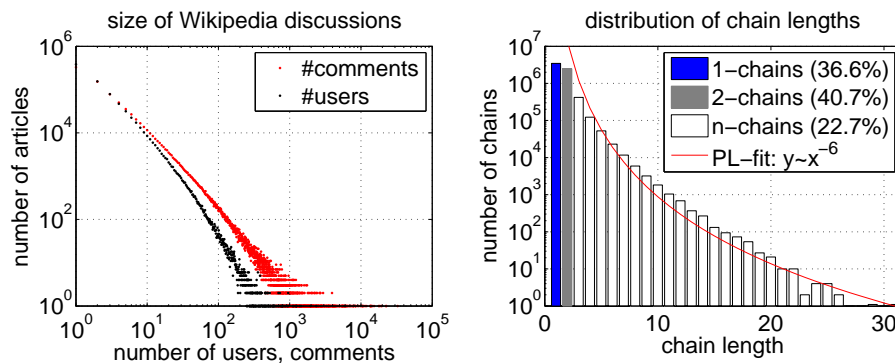 size of Wikipedia discussions
#comments
#users
10^6
10^4
10^2
10^0
10^0 10^1 10^2 10^3 10^4 10^5
number of articles
number of users, comments
distribution of chain lengths
1−chains (36.6%)
2−chains (40.7%)
n−chains (22.7%)
PL−fit: y~x^−6
10^7
10^6
10^5
10^4
10^3
10^2
10^1
10^0
0 10 20 30
number of chains
chain length